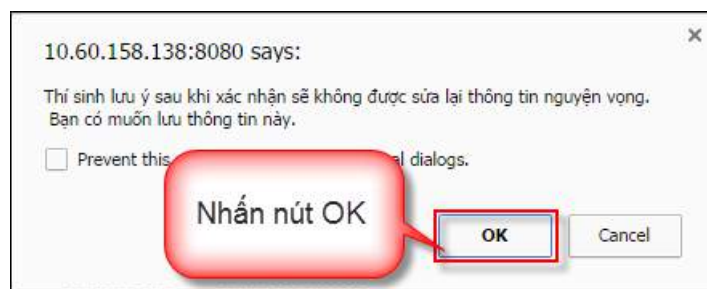 10.60.158.138:8080 says:
Thí sinh lưu ý sau khi xác nhận sẽ không được sửa lại thông tin nguyện vọng.
Bạn có muốn lưu thông tin này.
Prevent this al dialogs.
Nhấn nút OK
OK
Cancel